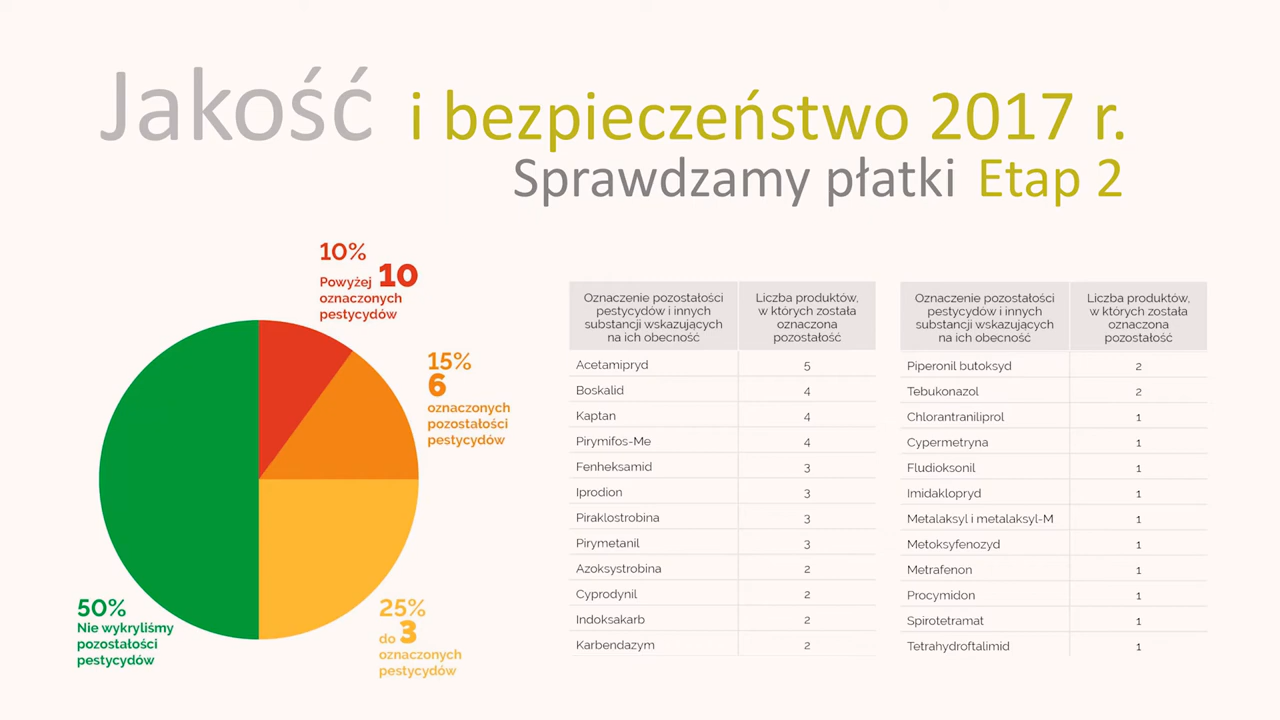 Jakość i bezpieczeństwo 2017 r.
Sprawdzamy płatki Etap 2
10%
Powyżej 10
oznaczonych
pestycydów
15%
6
oznaczonych
pozostałości
pestycydów
50%
Nie wykryliśmy
pozostałości
pestycydów
25%
do 3
oznaczonych
pestycydów
Oznaczenie pozostałości
pestycydów i innych
substancji wskazujących
na ich obecność
Liczba produktów,
w których została
oznaczona
pozostałość
Acetamipryd 5
Boskalid 4
Kaptan 4
Pirymifos-Me 4
Fenheksamid 3
Iprodion 3
Piraklostrobina 3
Pirymetanil 3
Azoksystrobina 2
Cyprodynil 2
Indoksakarb 2
Karbendazym 2
Oznaczenie pozostałości
pestycydów i innych
substancji wskazujących
na ich obecność
Liczba produktów,
w których została
oznaczona
pozostałość
Piperonil butoksyd 2
Tebukonazol 2
Chlorantraniliprol 1
Cypermetryna 1
Fludioksonil 1
Imidaklopryd 1
Metalaksyl i metalaksyl-M 1
Metoksyfenozyd 1
Metrafenon 1
Procymidon 1
Spirotetramat 1
Tetrahydroftalimid 1